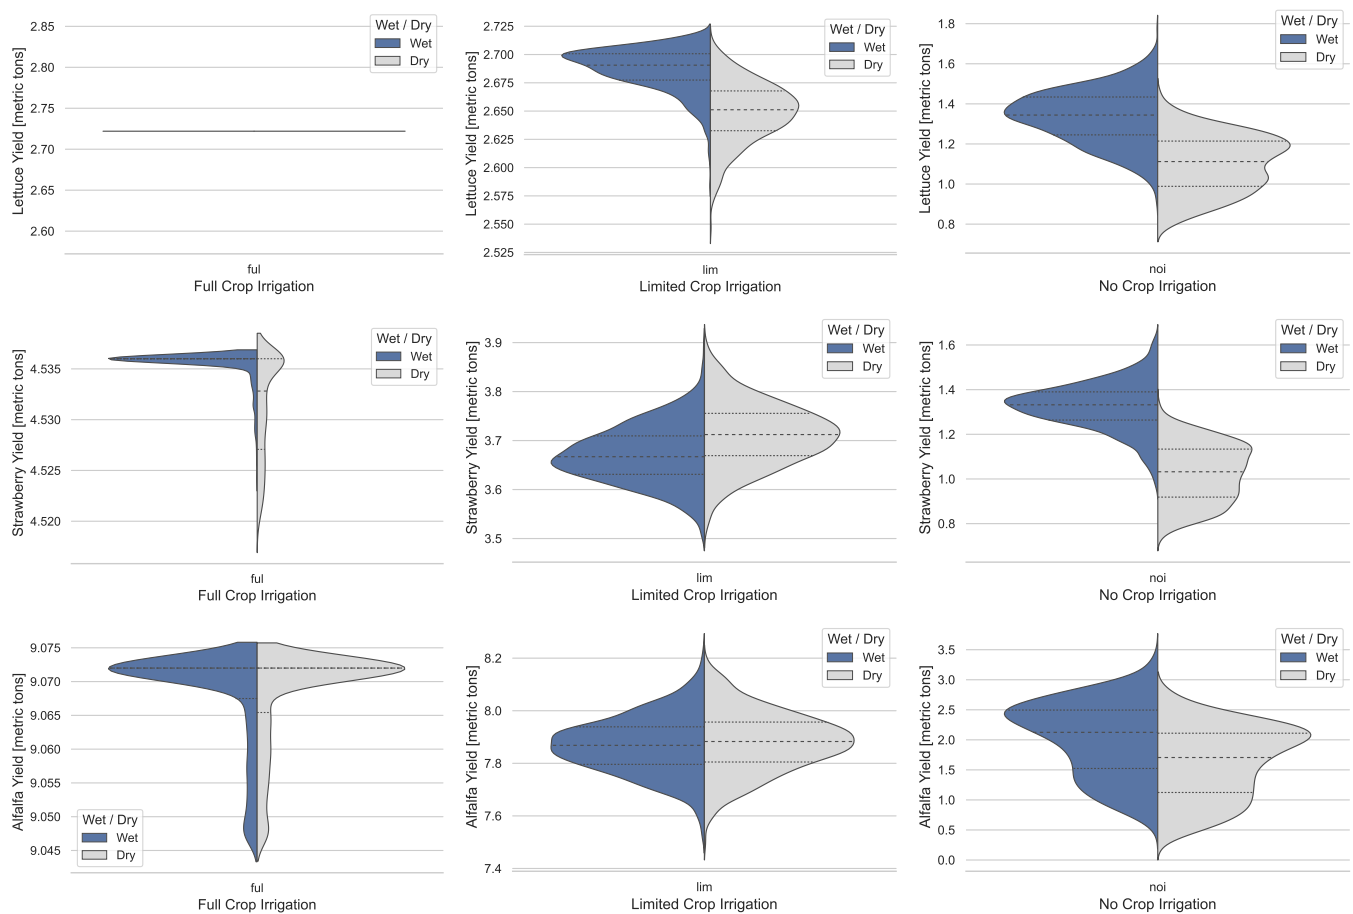 Lettuce Yield [metric tons]
2.85
2.80
2.75
2.70
2.65
2.60
Wet / Dry
Wet
Dry
ful
Full Crop Irrigation
Lettuce Yield [metric tons]
2.725
2.700
2.675
2.650
2.625
2.600
2.575
2.550
2.525
Wet / Dry
Wet
Dry
lim
Limited Crop Irrigation
Lettuce Yield [metric tons]
1.8
1.6
1.4
1.2
1.0
0.8
Wet / Dry
Wet
Dry
noi
No Crop Irrigation
Strawberry Yield [metric tons]
4.535
4.530
4.525
4.520
Wet / Dry
Wet
Dry
ful
Full Crop Irrigation
Strawberry Yield [metric tons]
3.9
3.8
3.7
3.6
3.5
Wet / Dry
Wet
Dry
lim
Limited Crop Irrigation
Strawberry Yield [metric tons]
1.6
1.4
1.2
1.0
0.8
Wet / Dry
Wet
Dry
noi
No Crop Irrigation
Alfalfa Yield [metric tons]
9.075
9.070
9.065
9.060
9.055
9.050
9.045
Wet / Dry
Wet
Dry
ful
Full Crop Irrigation
Alfalfa Yield [metric tons]
8.2
8.0
7.8
7.6
7.4
Wet / Dry
Wet
Dry
lim
Limited Crop Irrigation
Alfalfa Yield [metric tons]
3.5
3.0
2.5
2.0
1.5
1.0
0.5
0.0
Wet / Dry
Wet
Dry
noi
No Crop Irrigation